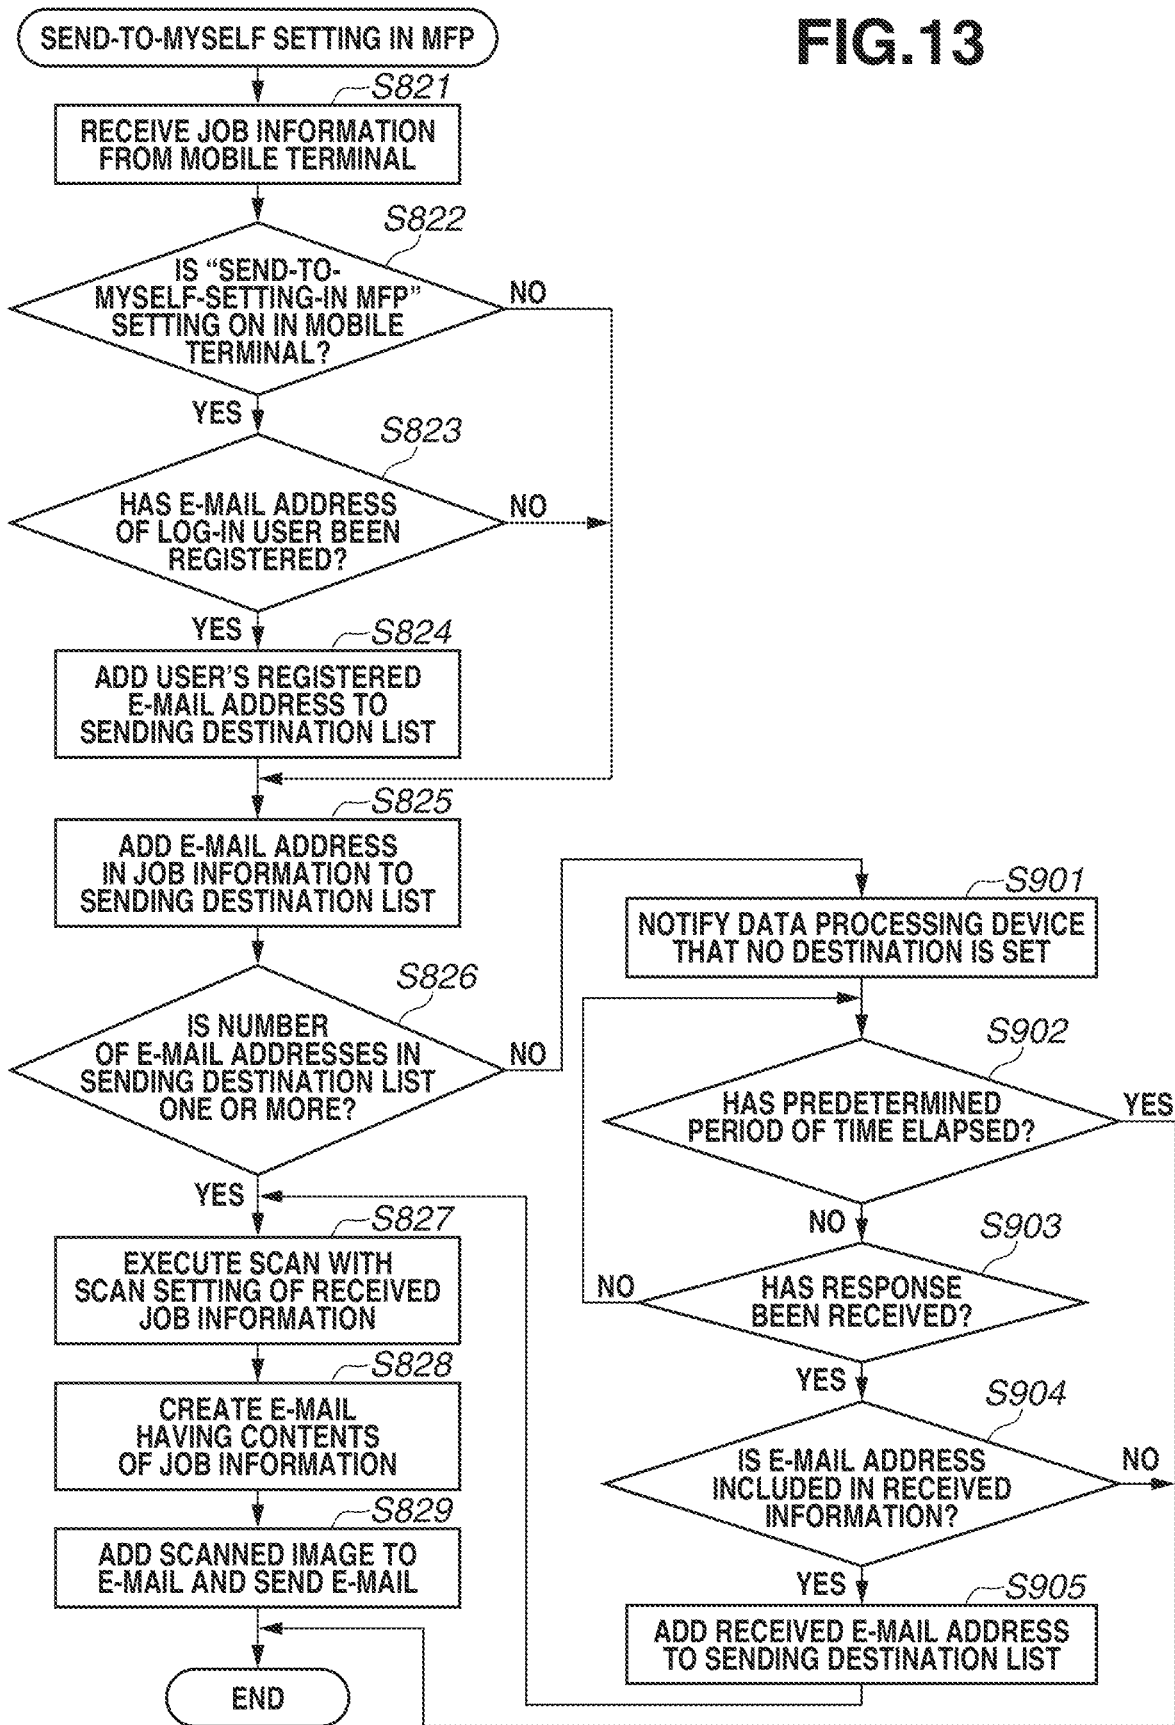 FIG.13
SEND-TO-MYSELF SETTING IN MFP
S821
RECEIVE JOB INFORMATION
FROM MOBILE TERMINAL
S822
IS “SEND-TO-
MYSELF-SETTING-IN MFP”
SETTING ON IN MOBILE
TERMINAL?
NO
YES
S823
HAS E-MAIL ADDRESS
OF LOG-IN USER BEEN
REGISTERED?
NO
YES
S824
ADD USER’S REGISTERED
E-MAIL ADDRESS TO
SENDING DESTINATION LIST
S825
ADD E-MAIL ADDRESS
IN JOB INFORMATION TO
SENDING DESTINATION LIST
S826
IS NUMBER
OF E-MAIL ADDRESSES IN
SENDING DESTINATION LIST
ONE OR MORE?
NO
YES
S827
EXECUTE SCAN WITH
SCAN SETTING OF RECEIVED
JOB INFORMATION
S828
CREATE E-MAIL
HAVING CONTENTS
OF JOB INFORMATION
S829
ADD SCANNED IMAGE TO
E-MAIL AND SEND E-MAIL
END
S901
NOTIFY DATA PROCESSING DEVICE
THAT NO DESTINATION IS SET
S902
HAS PREDETERMINED
PERIOD OF TIME ELAPSED?
YES
NO
S903
HAS RESPONSE
BEEN RECEIVED?
NO
YES
S904
IS E-MAIL ADDRESS
INCLUDED IN RECEIVED
INFORMATION?
NO
YES
S905
ADD RECEIVED E-MAIL ADDRESS
TO SENDING DESTINATION LIST